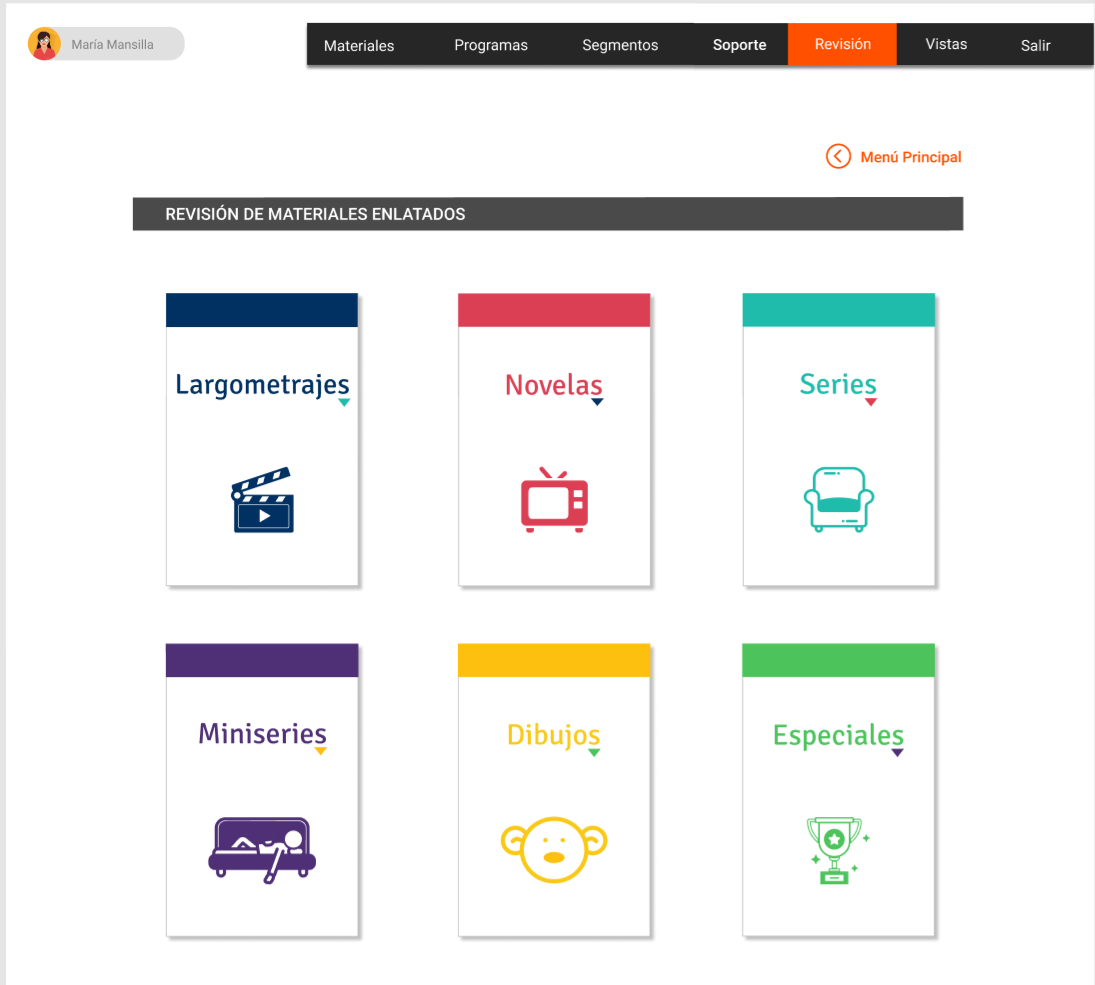 María Mansilla
Materiales Programas Segmentos Soporte Revisión Vistas Salir
Menú Principal
REVISIÓN DE MATERIALES ENLATADOS
Largometrajes Novelas Series
Miniseries Dibujos Especiales